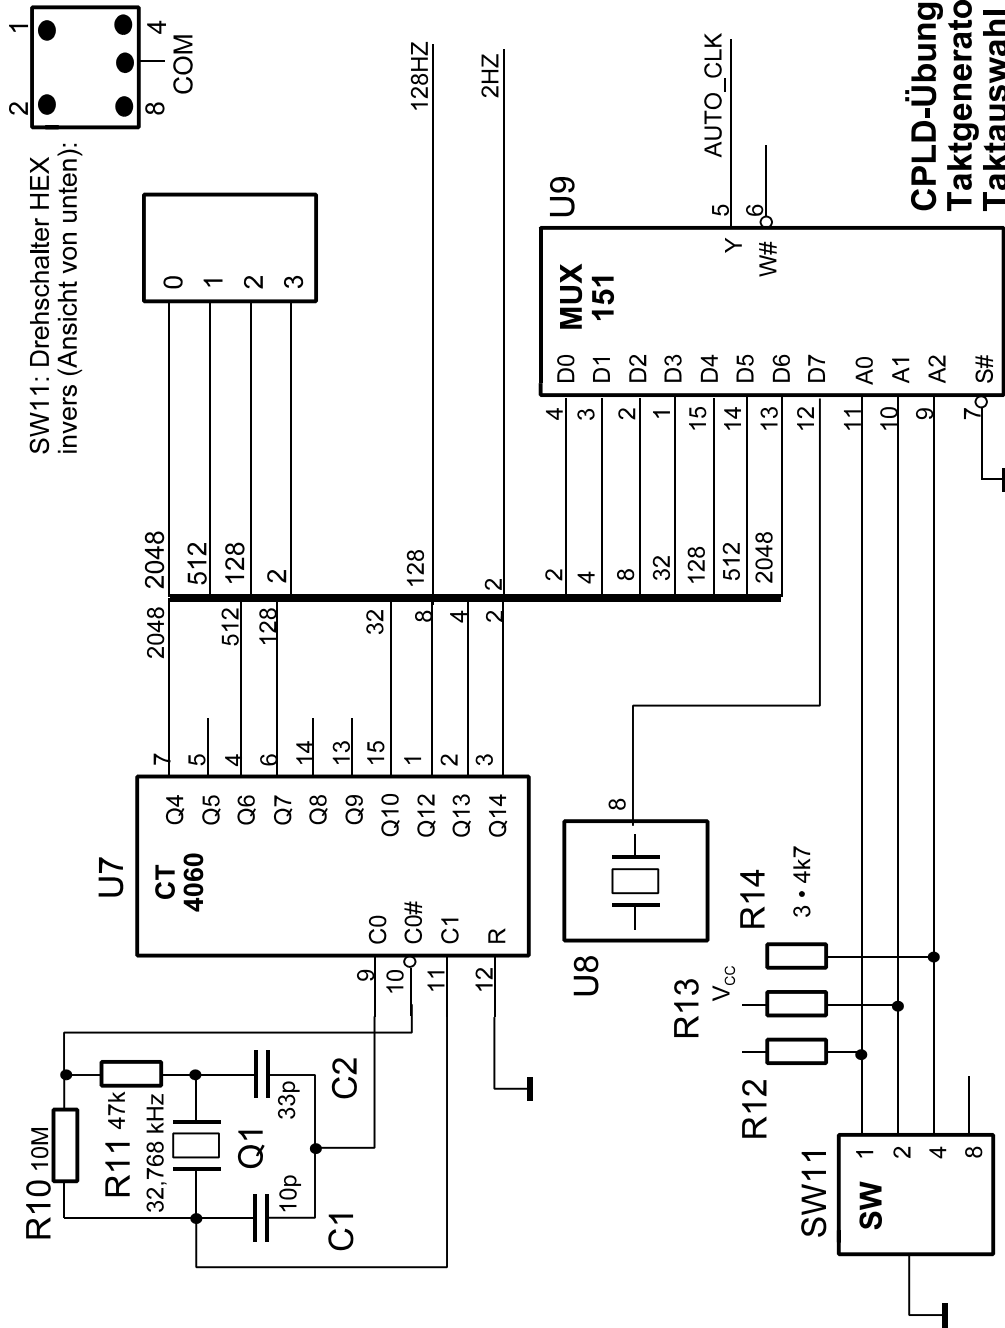 SW11: Drehschalter HEX
invers (Ansicht von unten):
2
1
8
4
COM
0
1
2
3
2048
512
128
2
2048
512
128
32
8
4
2
128
2
128HZ
2HZ
U7
CT
4060
Q4
Q5
Q6
Q7
Q8
Q9
Q10
Q12
Q13
Q14
7
5
4
6
14
13
15
1
2
3
C0
C0#
C1
R
9
10
11
12
R10 10M
R11 47k
32,768 kHz
Q1
10p
33p
C1
C2
U8
8
2
4
8
32
128
512
2048
4
3
2
1
15
14
13
12
11
10
9
7
U9
MUX
151
D0
D1
D2
D3
D4
D5
D6
D7
A0
A1
A2
S#
Y
W#
5
6
AUTO_CLK
R12
R13
R14
VCC
3 • 4k7
SW11
SW
1
2
4
8
CPLD-Übung
Taktgenerato
Taktauswahl